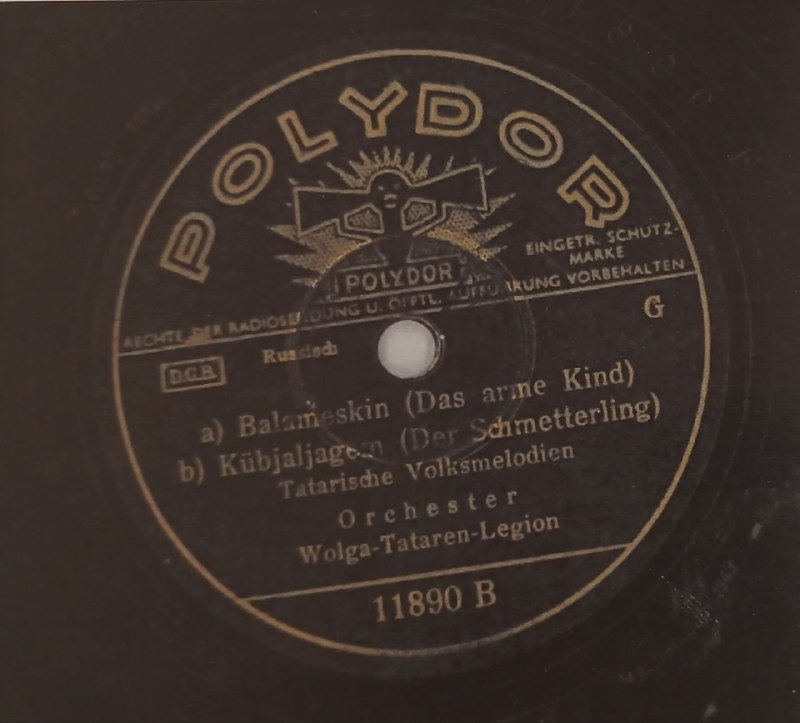 POLYDOR
POLYDOR
EINGETR. SCHUTZ-
MARKE
RECHTE DER RADIOSENDUNG U. ÖFFTL. AUFFÜHRUNG VORBEHALTEN
G
D.G.B. Russisch
a) Balameskin (Das arme Kind)
b) Kübjaljagem (Der Schmetterling)
Tatarische Volksmelodien
Orchester
Wolga-Tataren-Legion
11890 B